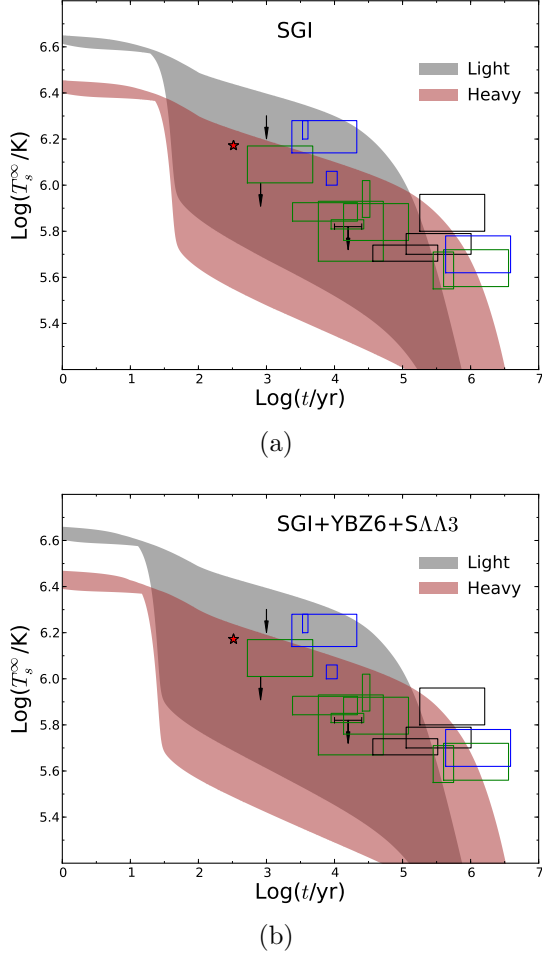 SGI
Light
Heavy
Log(T_s^∞/K)
6.6
6.4
6.2
6.0
5.8
5.6
5.4
0 1 2 3 4 5 6 7
Log(t/yr)
(a)
SGI+YBZ6+SΛΛ3
Light
Heavy
Log(T_s^∞/K)
6.6
6.4
6.2
6.0
5.8
5.6
5.4
0 1 2 3 4 5 6 7
Log(t/yr)
(b)